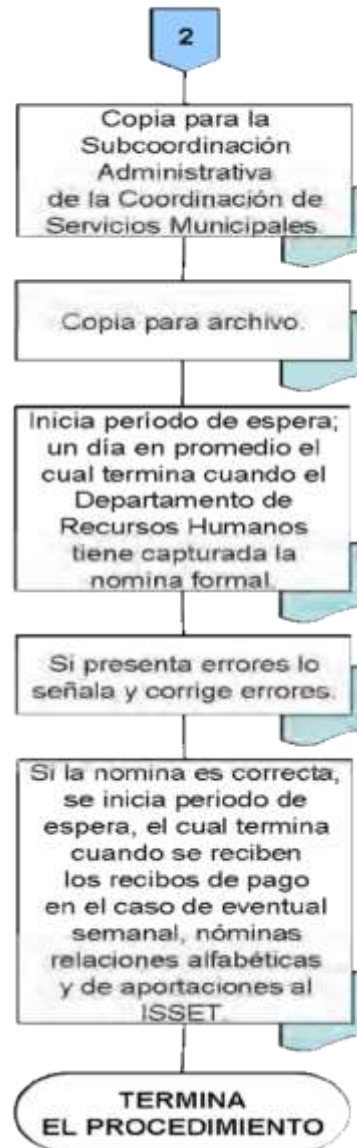 2
Copia para la
Subcoordinación
Administrativa
de la Coordinación de
Servicios Municipales.
Copia para archivo.
Inicia periodo de espera;
un día en promedio el
cual termina cuando el
Departamento de
Recursos Humanos
tiene capturada la
nomina formal.
Si presenta errores lo
señala y corrige errores.
Si la nomina es correcta,
se inicia periodo de
espera, el cual termina
cuando se reciben
los recibos de pago
en el caso de eventual
semanal, nóminas
relaciones alfabéticas
y de aportaciones al
ISSET.
TERMINA
EL PROCEDIMIENTO